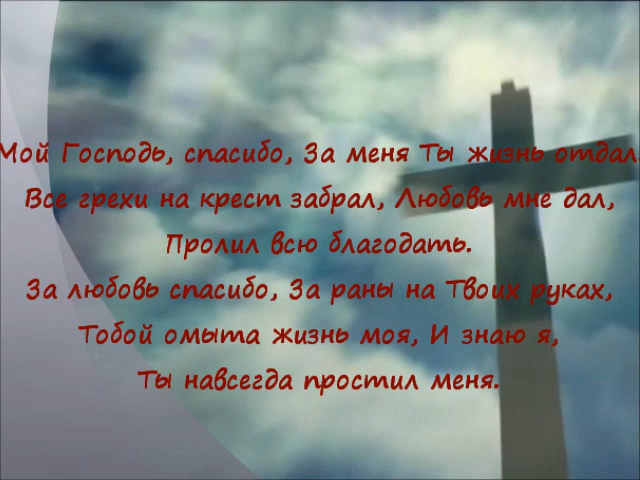 Мой Господь, спасибо, За меня Ты жизнь отдал.
Все грехи на крест забрал, Любовь мне дал,
Пролил всю благодать.
За любовь спасибо, За раны на Твоих руках,
Тобой омыта жизнь моя, И знаю я,
Ты навсегда простил меня.